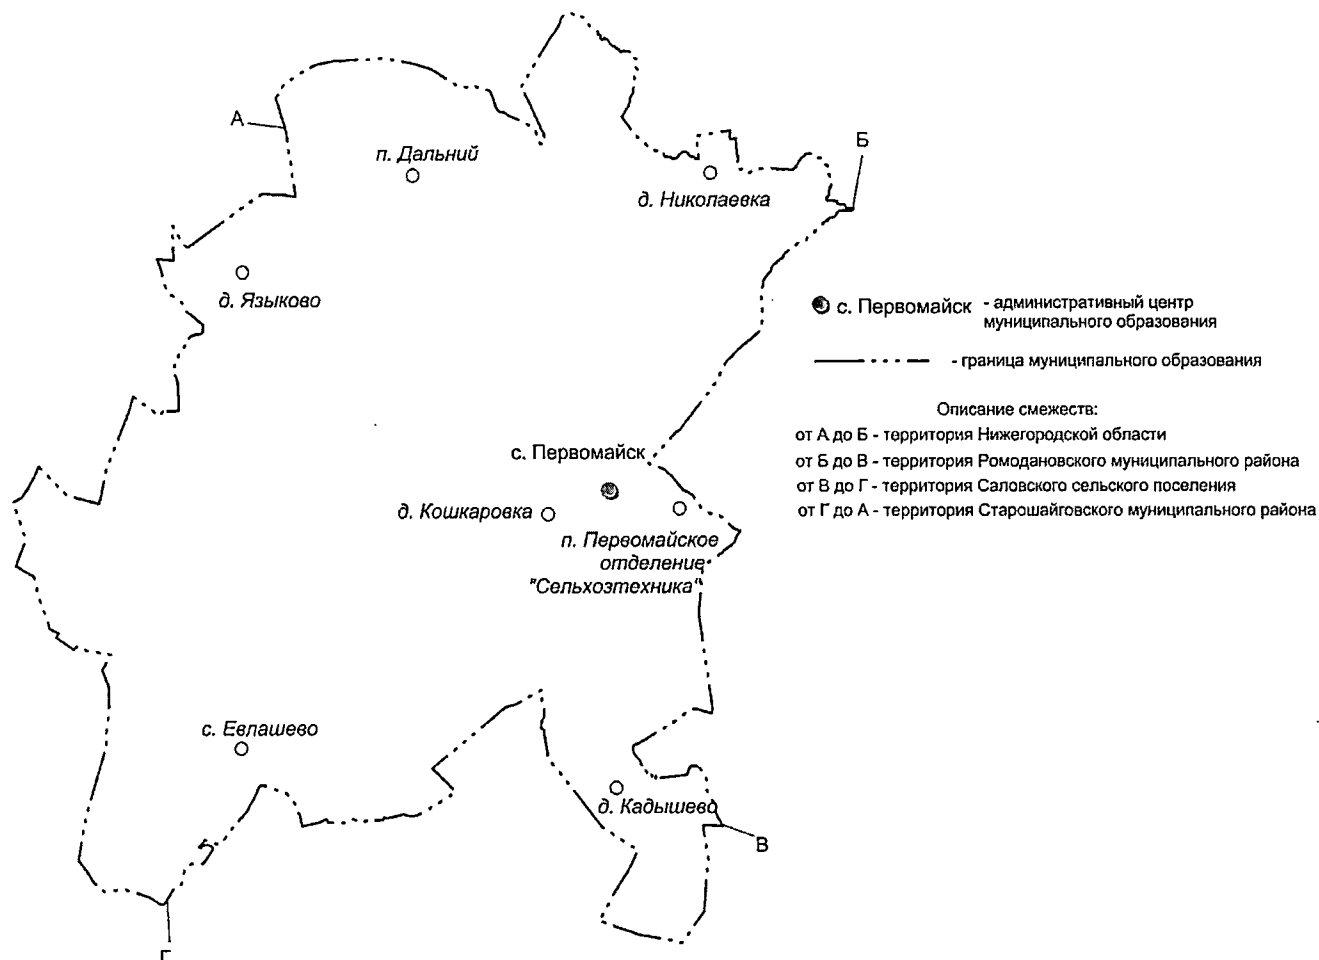 А
Б
п. Дальний
д. Николаевка
д. Языково
с. Первомайск - административный центр
муниципального образования
- граница муниципального образования
Описание смежеств:
от А до Б - территория Нижегородской области
от Б до В - территория Ромодановского муниципального района
от В до Г - территория Саловского сельского поселения
от Г до А - территория Старошайговского муниципального района
с. Первомайск
д. Кошкаровка
п. Первомайское
отделение
"Сельхозтехника"
с. Евлашево
д. Кадышево
В
Г